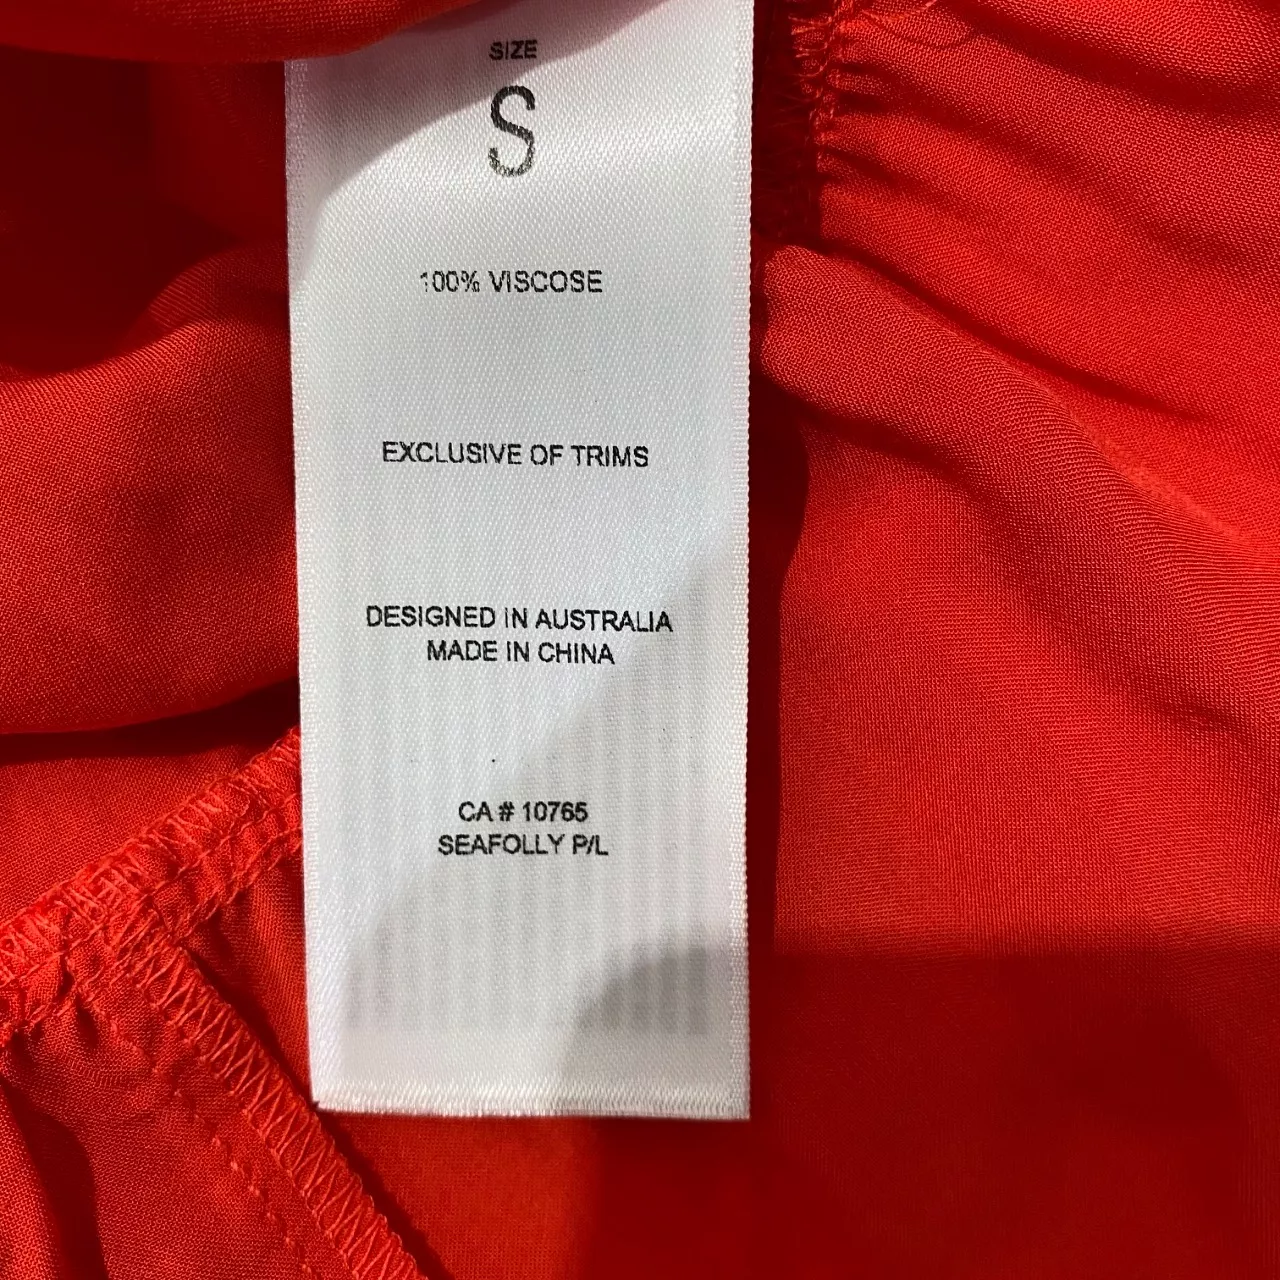 SIZE
S
100% VISCOSE
EXCLUSIVE OF TRIMS
DESIGNED IN AUSTRALIA
MADE IN CHINA
CA # 10765
SEAFOLLY P/L